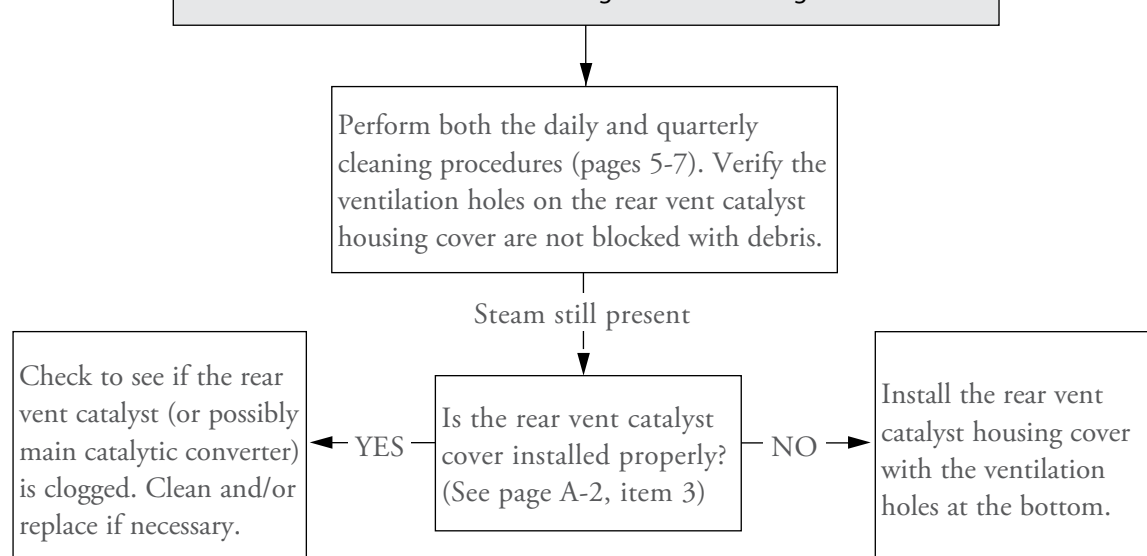 Perform both the daily and quarterly
cleaning procedures (pages 5-7). Verify the
ventilation holes on the rear vent catalyst
housing cover are not blocked with debris.
Steam still present
Is the rear vent catalyst
cover installed properly?
(See page A-2, item 3)
YES
Check to see if the rear
vent catalyst (or possibly
main catalytic converter)
is clogged. Clean and/or
replace if necessary.
NO
Install the rear vent
catalyst housing cover
with the ventilation
holes at the bottom.